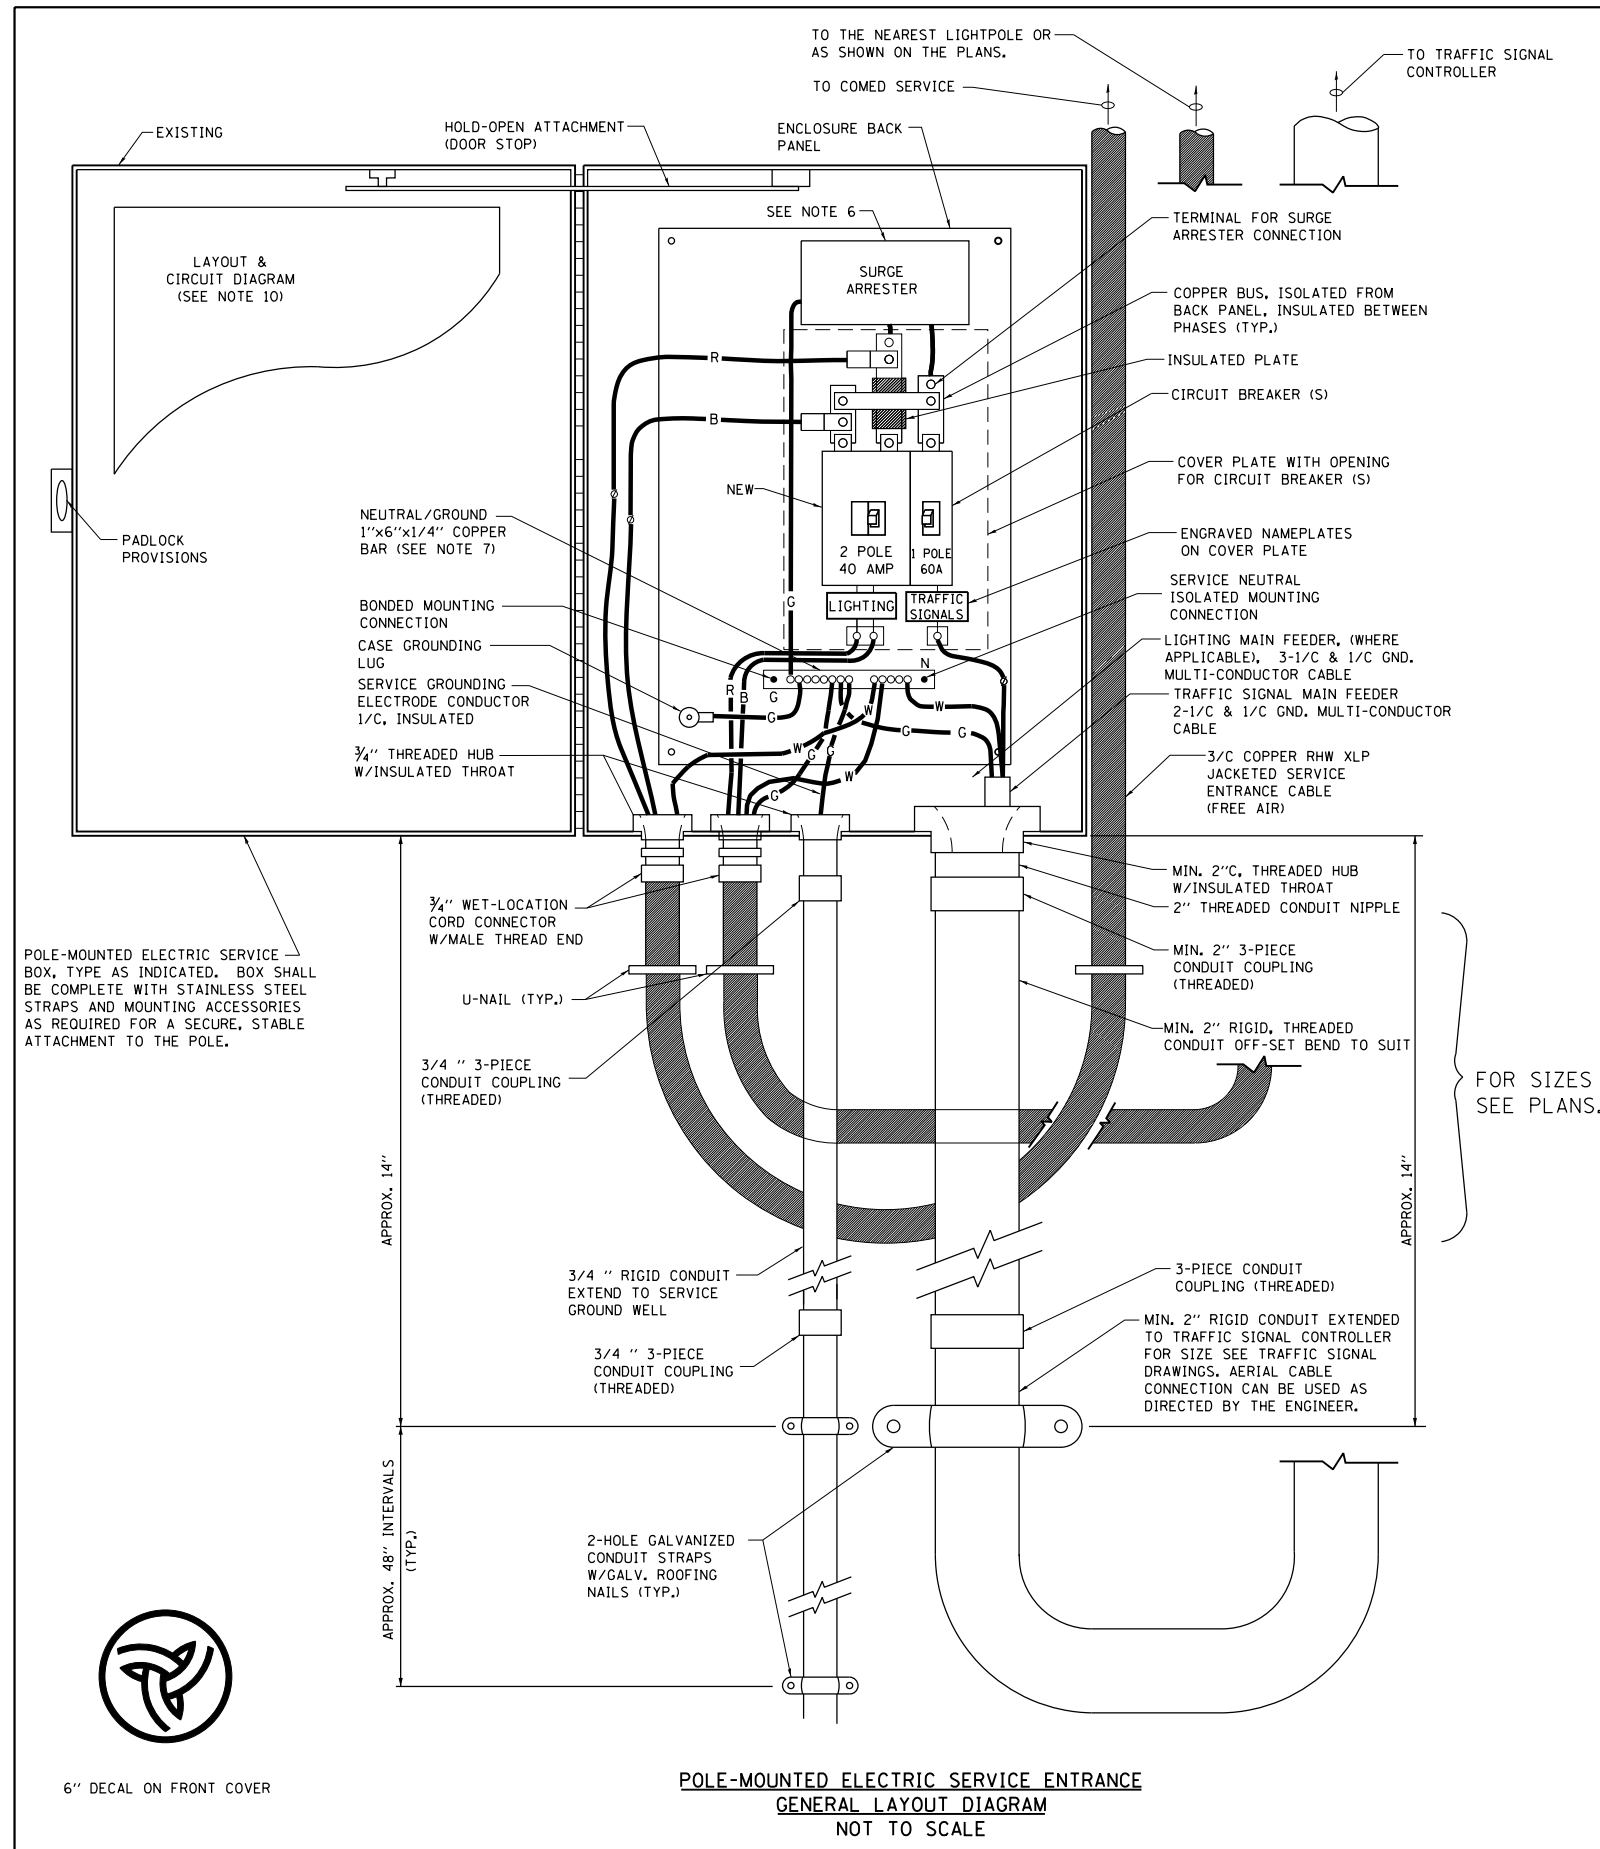 TO THE NEAREST LIGHTPOLE OR
AS SHOWN ON THE PLANS.
TO TRAFFIC SIGNAL
CONTROLLER
TO COMED SERVICE
EXISTING
HOLD-OPEN ATTACHMENT
(DOOR STOP)
ENCLOSURE BACK
PANEL
SEE NOTE 6
LAYOUT &
CIRCUIT DIAGRAM
(SEE NOTE 10)
SURGE
ARRESTER
TERMINAL FOR SURGE
ARRESTER CONNECTION
COPPER BUS, ISOLATED FROM
BACK PANEL, INSULATED BETWEEN
PHASES (TYP.)
R
INSULATED PLATE
CIRCUIT BREAKER (S)
B
COVER PLATE WITH OPENING
FOR CIRCUIT BREAKER (S)
NEW
PADLOCK
PROVISIONS
NEUTRAL/GROUND
1"x6"x1/4" COPPER
BAR (SEE NOTE 7)
2 POLE
40 AMP
1 POLE
60A
ENGRAVED NAMEPLATES
ON COVER PLATE
BONDED MOUNTING
CONNECTION
G
LIGHTING
TRAFFIC
SIGNALS
SERVICE NEUTRAL
ISOLATED MOUNTING
CONNECTION
CASE GROUNDING
LUG
SERVICE GROUNDING
ELECTRODE CONDUCTOR
1/C, INSULATED
N
R
B
G
G
W
W
G
G
W
G
G
W
G
LIGHTING MAIN FEEDER, (WHERE
APPLICABLE), 3-1/C & 1/C GND.
MULTI-CONDUCTOR CABLE
TRAFFIC SIGNAL MAIN FEEDER
2-1/C & 1/C GND. MULTI-CONDUCTOR
CABLE
3/4" THREADED HUB
W/INSULATED THROAT
3/C COPPER RHW XLP
JACKETED SERVICE
ENTRANCE CABLE
(FREE AIR)
MIN. 2"C, THREADED HUB
W/INSULATED THROAT
2" THREADED CONDUIT NIPPLE
3/4" WET-LOCATION
CORD CONNECTOR
W/MALE THREAD END
MIN. 2" 3-PIECE
CONDUIT COUPLING
(THREADED)
POLE-MOUNTED ELECTRIC SERVICE
BOX, TYPE AS INDICATED. BOX SHALL
BE COMPLETE WITH STAINLESS STEEL
STRAPS AND MOUNTING ACCESSORIES
AS REQUIRED FOR A SECURE, STABLE
ATTACHMENT TO THE POLE.
U-NAIL (TYP.)
MIN. 2" RIGID, THREADED
CONDUIT OFF-SET BEND TO SUIT
3/4 " 3-PIECE
CONDUIT COUPLING
(THREADED)
FOR SIZES
SEE PLANS.
APPROX. 14"
APPROX. 14"
3/4 " RIGID CONDUIT
EXTEND TO SERVICE
GROUND WELL
3-PIECE CONDUIT
COUPLING (THREADED)
3/4 " 3-PIECE
CONDUIT COUPLING
(THREADED)
MIN. 2" RIGID CONDUIT EXTENDED
TO TRAFFIC SIGNAL CONTROLLER
FOR SIZE SEE TRAFFIC SIGNAL
DRAWINGS. AERIAL CABLE
CONNECTION CAN BE USED AS
DIRECTED BY THE ENGINEER.
APPROX. 48" INTERVALS
(TYP.)
2-HOLE GALVANIZED
CONDUIT STRAPS
W/GALV. ROOFING
NAILS (TYP.)
6" DECAL ON FRONT COVER
POLE-MOUNTED ELECTRIC SERVICE ENTRANCE
GENERAL LAYOUT DIAGRAM
NOT TO SCALE